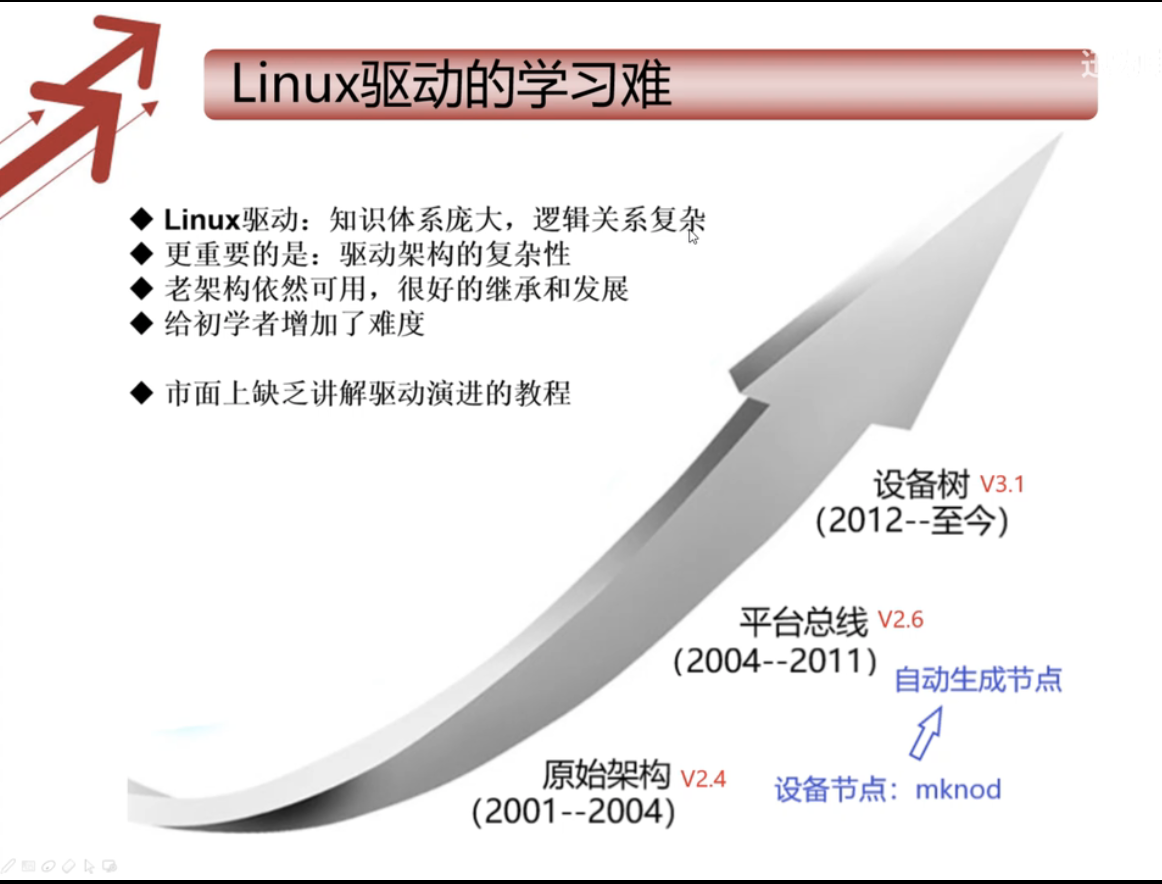 Linux驱动的学习难
◆ Linux驱动：知识体系庞大，逻辑关系复杂
◆ 更重要的是：驱动架构的复杂性
◆ 老架构依然可用，很好的继承和发展
◆ 给初学者增加了难度
◆ 市面上缺乏讲解驱动演进的教程
设备树 V3.1
（2012--至今）
平台总线 V2.6
（2004--2011）
自动生成节点
原始架构 V2.4
（2001--2004）
设备节点：mknod